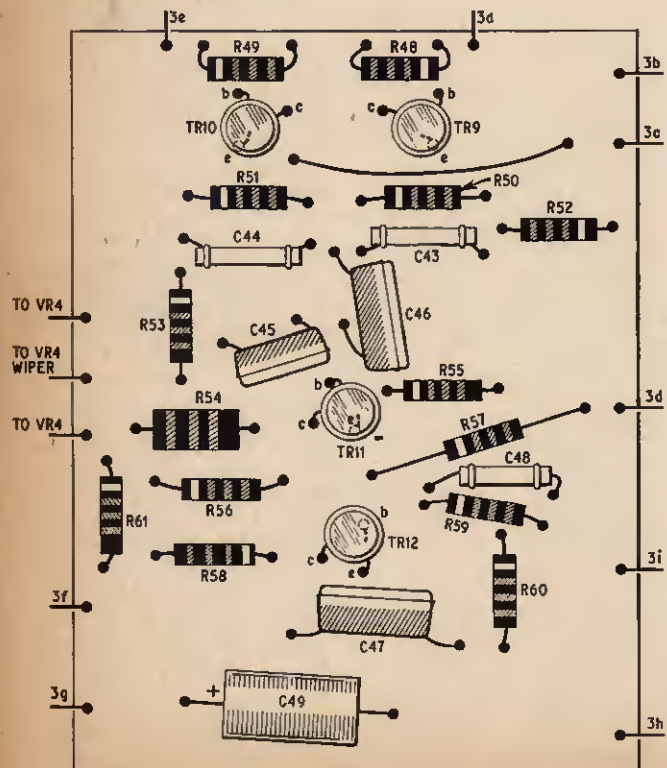 3e
3d
R49
R48
3b
b
c
b
c
TR10
e
TR9
e
3c
R51
R50
R52
C44
C43
TO VR4
R53
C45
C46
TO VR4
WIPER
R55
b
3d
R54
TO VR4
c
e
R57
TR11
C48
R56
b
R59
R61
TR12
c
e
R58
3i
R60
3f
C47
3g
+
C49
3h